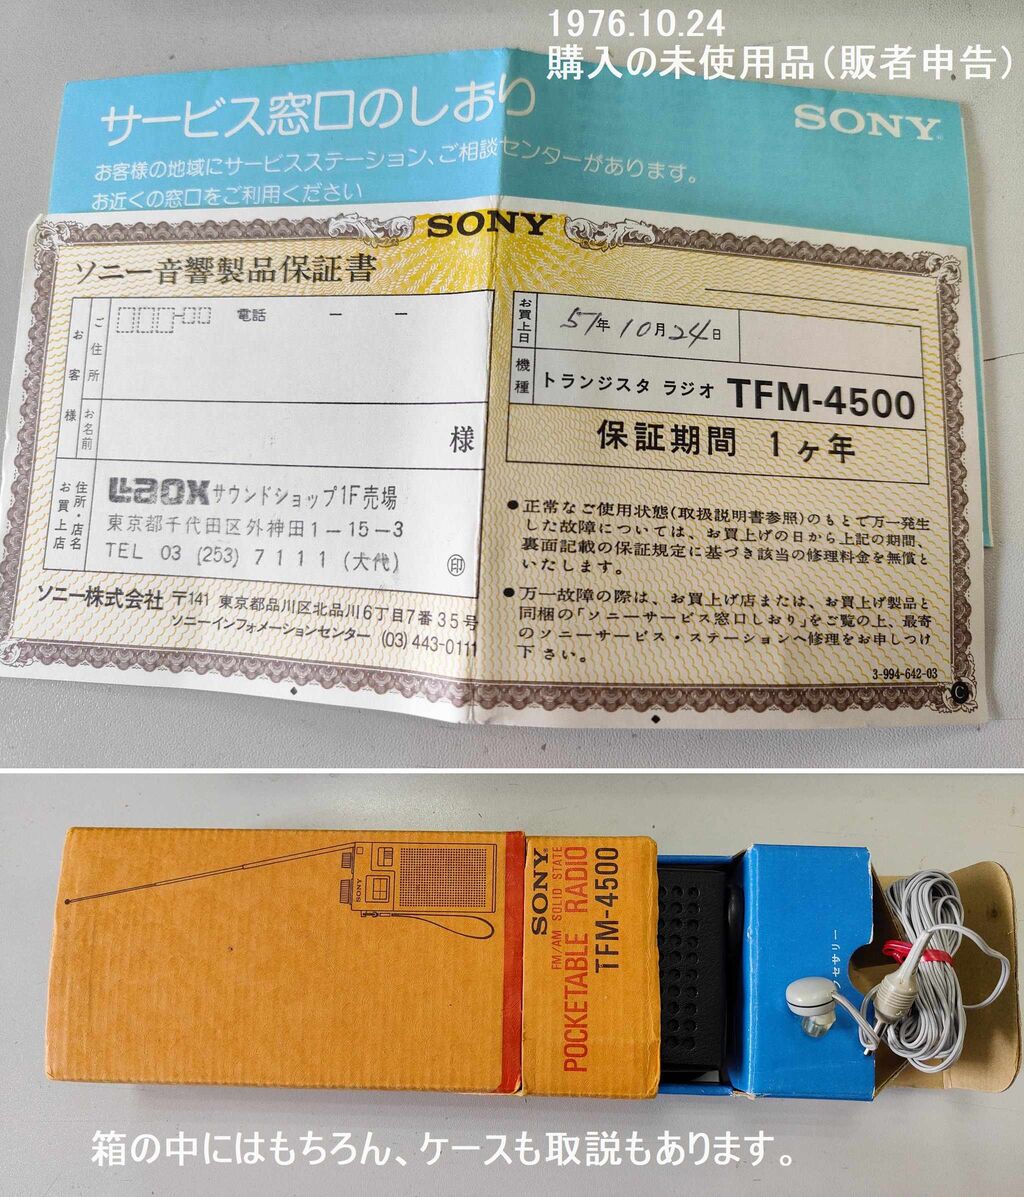 1976.10.24
購入の未使用品（販者申告）
サービス窓口のしおり
SONY
お客様の地域にサービスステーション、ご相談センターがあります。
お近くの窓口をご利用ください
SONY
ソニー音響製品保証書
お客様
ご住所
電話 － －
お名前
様
お買上店
住所・店名
LLBOXサウンドショップ1F売場
東京都千代田区外神田1－15－3
TEL 03 (253) 7111 (大代)
印
ソニー株式会社 〒141 東京都品川区北品川6丁目7番35号
ソニーインフォメーションセンター (03)443-0111
お買上日
51年10月24日
機種
トランジスタ ラジオ TFM-4500
保証期間 1ヶ年
●正常なご使用状態(取扱説明書参照)のもとで万一発生
した故障については、お買上げの日から上記の期間、
裏面記載の保証規定に基づき該当の修理料金を無償と
いたします。
●万一故障の際は、お買上げ店または、お買上げ製品と
同梱の「ソニーサービス窓口しおり」をご覧の上、最寄
のソニーサービス・ステーションへ修理をお申しつけ
下さい。
3-994-642-03
C
SONY
SONY
FM/AM SOLID STATE
POCKETABLE RADIO
TFM-4500
クセサリー
箱の中にはもちろん、ケースも取説もあります。